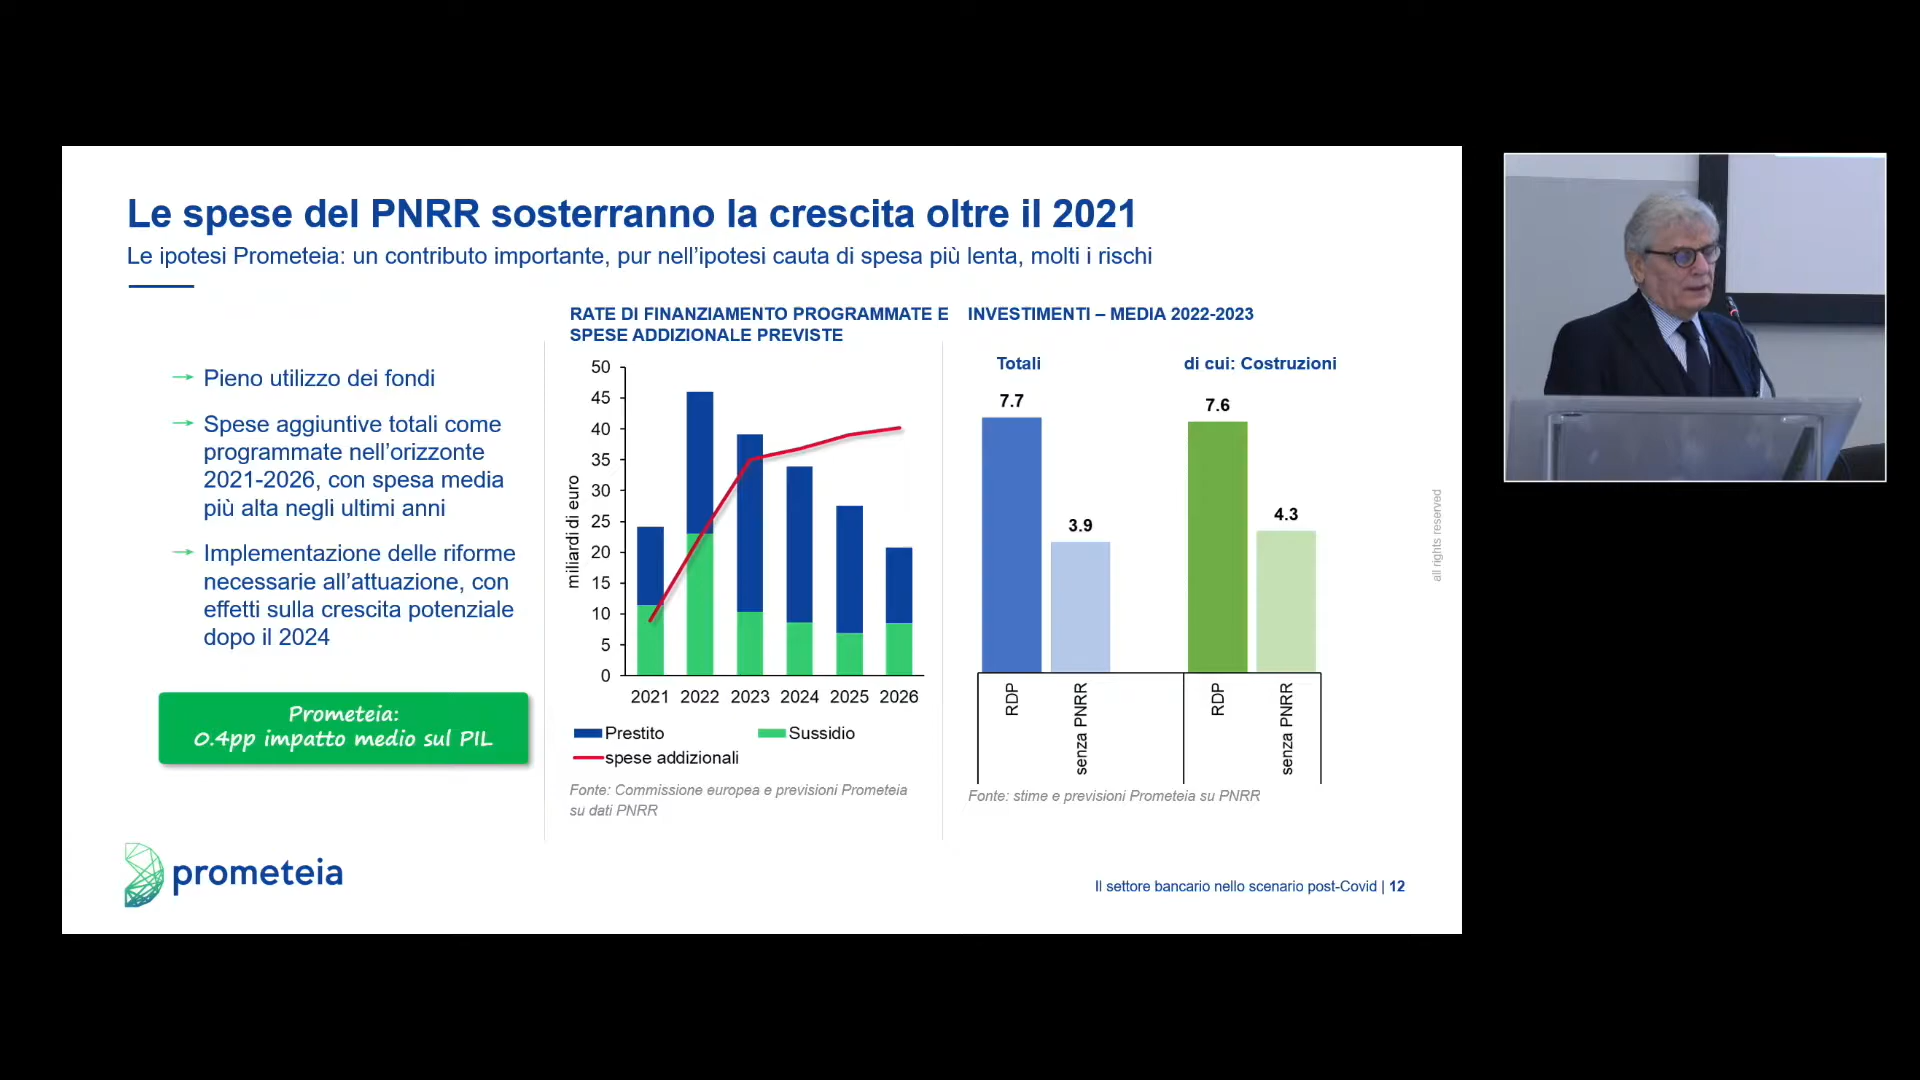 Le spese del PNRR sosterranno la crescita oltre il 2021
Le ipotesi Prometeia: un contributo importante, pur nell’ipotesi cauta di spesa più lenta, molti i rischi
Pieno utilizzo dei fondi
Spese aggiuntive totali come
programmate nell’orizzonte
2021-2026, con spesa media
più alta negli ultimi anni
Implementazione delle riforme
necessarie all’attuazione, con
effetti sulla crescita potenziale
dopo il 2024
Prometeia:
0.4pp impatto medio sul PIL
RATE DI FINANZIAMENTO PROGRAMMATE E
SPESE ADDIZIONALE PREVISTE
miliardi di euro
50
45
40
35
30
25
20
15
10
5
0
2021 2022 2023 2024 2025 2026
Prestito Sussidio
spese addizionali
Fonte: Commissione europea e previsioni Prometeia
su dati PNRR
INVESTIMENTI – MEDIA 2022-2023
Totali di cui: Costruzioni
7.7
3.9
7.6
4.3
RDP
senza PNRR
RDP
senza PNRR
Fonte: stime e previsioni Prometeia su PNRR
all rights reserved
prometeia
Il settore bancario nello scenario post-Covid | 12